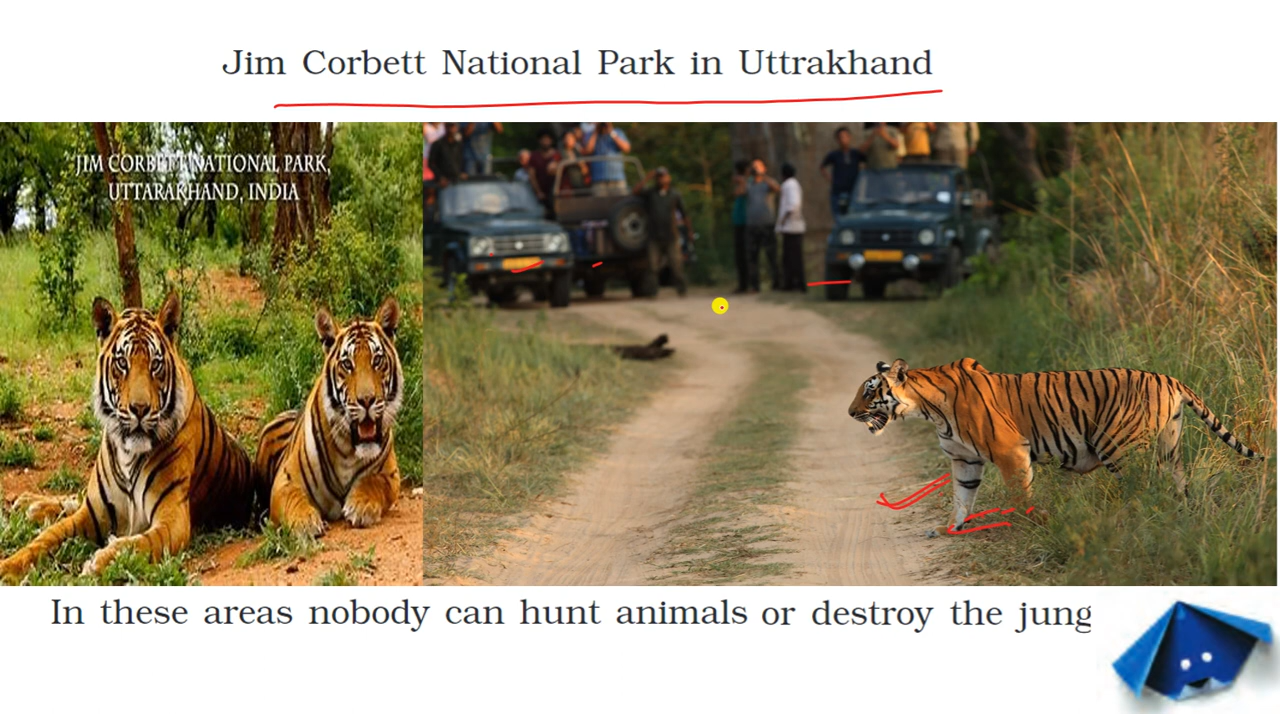 Jim Corbett National Park in Uttrakhand
JIM CORBETT NATIONAL PARK,
UTTARAKHAND, INDIA
In these areas nobody can hunt animals or destroy the jung